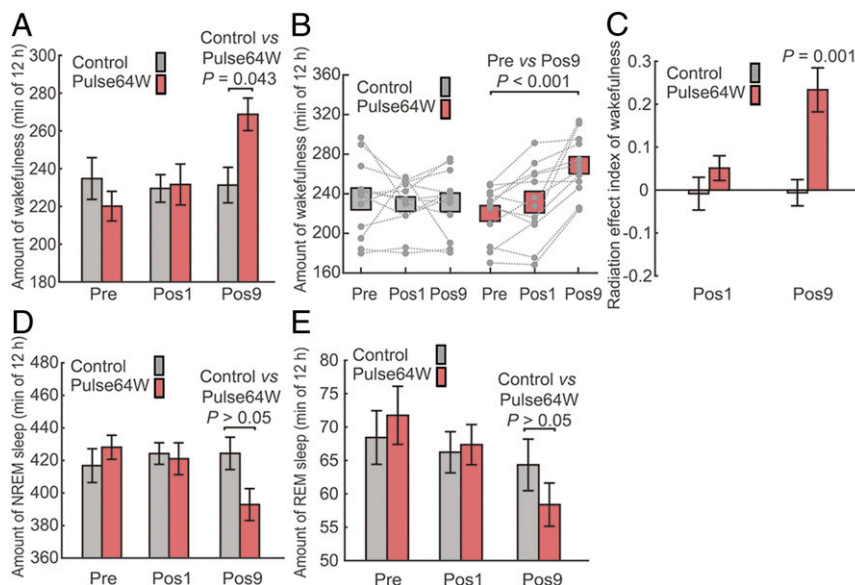 A
Amount of wakefulness (min of 12 h)
300
280
260
240
220
200
180
Control
Pulse64W
Control vs
Pulse64W
P = 0.043
Pre Pos1 Pos9
B
Amount of wakefulness (min of 12 h)
360
320
280
240
200
160
Control
Pulse64W
Pre vs Pos9
P < 0.001
Pre Pos1 Pos9 Pre Pos1 Pos9
C
Radiation effect index of wakefulness
0.3
0.2
0.1
0
-0.1
0.2
Control
Pulse64W
P = 0.001
Pos1 Pos9
D
Amount of NREM sleep (min of 12 h)
480
460
440
420
400
380
360
Control
Pulse64W
Control vs
Pulse64W
P > 0.05
Pre Pos1 Pos9
E
Amount of REM sleep (min of 12 h)
80
75
70
65
60
55
50
Control
Pulse64W
Control vs
Pulse64W
P > 0.05
Pre Pos1 Pos9